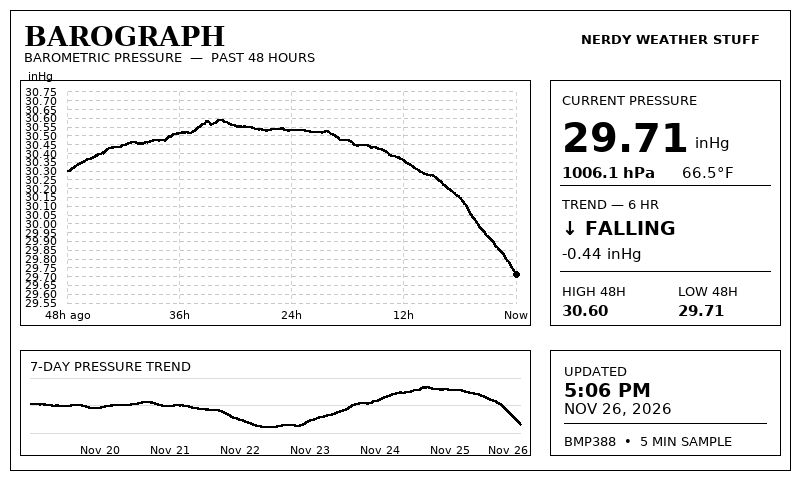 BAROGRAPH
BAROMETRIC PRESSURE — PAST 48 HOURS
NERDY WEATHER STUFF
inHg
30.75
30.70
30.65
30.60
30.55
30.50
30.45
30.40
30.35
30.30
30.25
30.20
30.15
30.10
30.05
30.00
29.95
29.90
29.85
29.80
29.75
29.70
29.65
29.60
29.55
48h ago 36h 24h 12h Now
CURRENT PRESSURE
29.71 inHg
1006.1 hPa 66.5°F
TREND — 6 HR
↓ FALLING
-0.44 inHg
HIGH 48H LOW 48H
30.60 29.71
7-DAY PRESSURE TREND
Nov 20 Nov 21 Nov 22 Nov 23 Nov 24 Nov 25 Nov 26
UPDATED
5:06 PM
NOV 26, 2026
BMP388 • 5 MIN SAMPLE